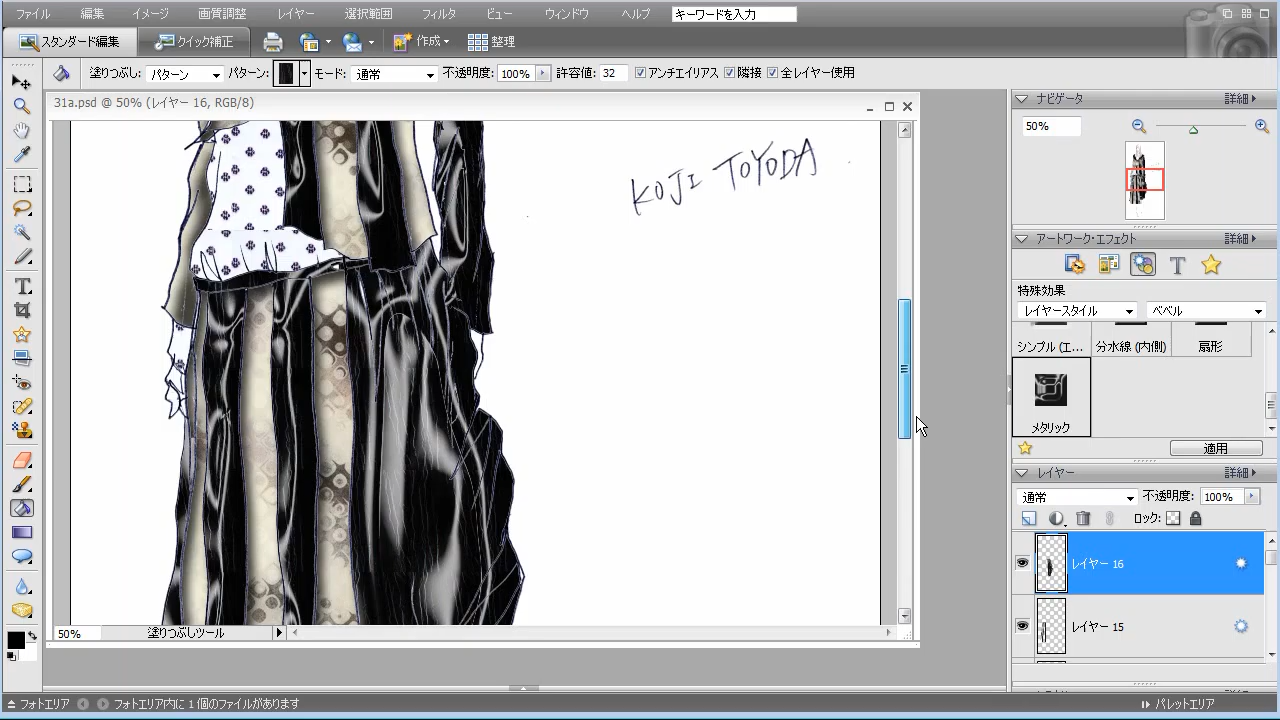 ファイル 編集 イメージ 画質調整 レイヤー 選択範囲 フィルタ ビュー ウィンドウ ヘルプ キーワードを入力
スタンダード編集 クイック補正 作成 整理
塗りつぶし: パターン パターン: モード: 通常 不透明度: 100% 許容値: 32 アンチエイリアス 隣接 全レイヤー使用
31a.psd @ 50% (レイヤー 16, RGB/8)
KOJI TOYODA
50% 塗りつぶしツール
ナビゲータ 詳細
50%
アートワーク・エフェクト 詳細
特殊効果
レイヤースタイル ベベル
シンプル (エ... 分水線 (内側) 扇形
メタリック
適用
レイヤー 詳細
通常 不透明度: 100%
ロック:
レイヤー 16
レイヤー 15
フォトエリア フォトエリア内に 1 個のファイルがあります パレットエリア